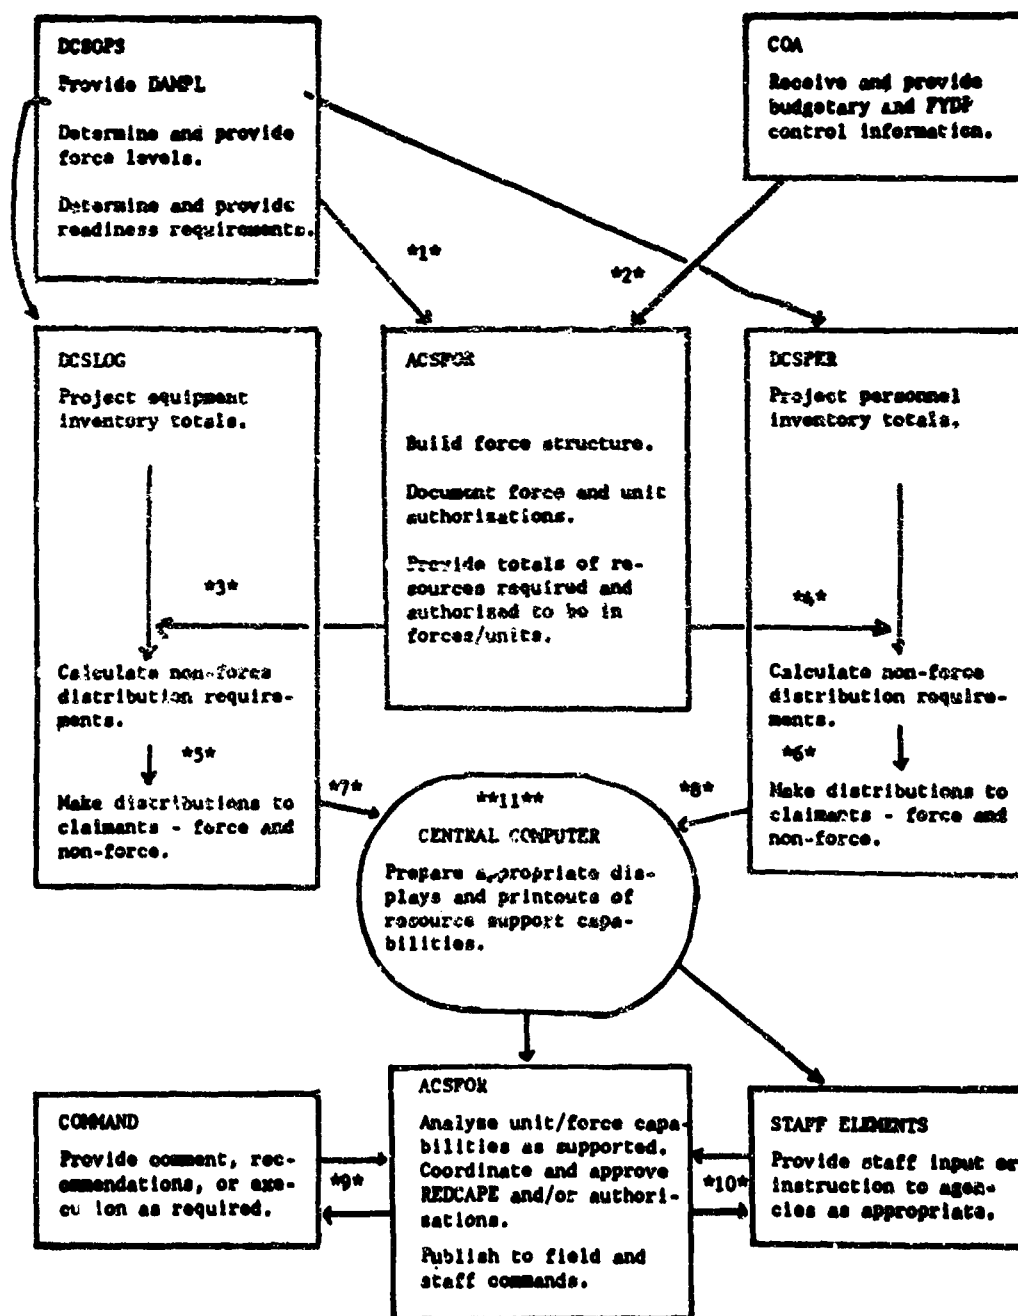 DCSOPS
Provide DAMPL
Determine and provide
force levels.
Determine and provide
readiness requirements.
COA
Receive and provide
budgetary and FYDP
control information.
*1*
*2*
DCSLOG
Project equipment
inventory totals.
*3*
Calculate non-force
distribution require-
ments.
*5*
Make distributions to
claimants - force and
non-force.
ACSFOR
Build force structure.
Document force and unit
authorizations.
Provide totals of re-
sources required and
authorized to be in
forces/units.
DCSPER
Project personnel
inventory totals.
*4*
Calculate non-force
distribution require-
ments.
*6*
Make distributions to
claimants - force and
non-force.
*7*
*8*
**11**
CENTRAL COMPUTER
Prepare appropriate dis-
plays and printouts of
resource support capa-
bilities.
COMMAND
Provide comment, rec-
ommendations, or exe-
cu ion as required.
*9*
ACSFOR
Analyse unit/force capa-
bilities as supported.
Coordinate and approve
REDCAPE and/or authori-
sations.
Publish to field and
staff commands.
*10*
STAFF ELEMENTS
Provide staff input or
instruction to agen-
cies as appropriate.